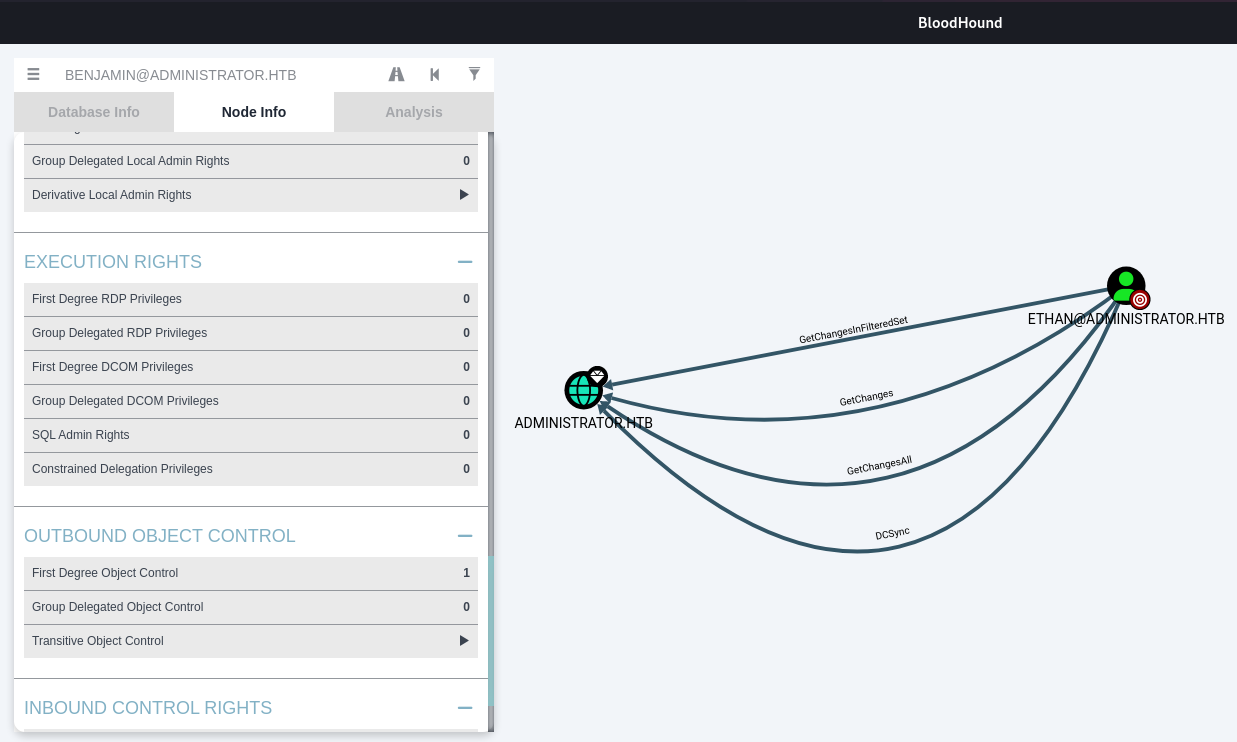 BloodHound
BENJAMIN@ADMINISTRATOR.HTB
Database Info
Node Info
Analysis
Group Delegated Local Admin Rights 0
Derivative Local Admin Rights
EXECUTION RIGHTS
First Degree RDP Privileges 0
Group Delegated RDP Privileges 0
First Degree DCOM Privileges 0
Group Delegated DCOM Privileges 0
SQL Admin Rights 0
Constrained Delegation Privileges 0
OUTBOUND OBJECT CONTROL
First Degree Object Control 1
Group Delegated Object Control 0
Transitive Object Control
INBOUND CONTROL RIGHTS
ETHAN@ADMINISTRATOR.HTB
GetChangesInFilteredSet
GetChanges
ADMINISTRATOR.HTB
GetChangesAll
DCSync